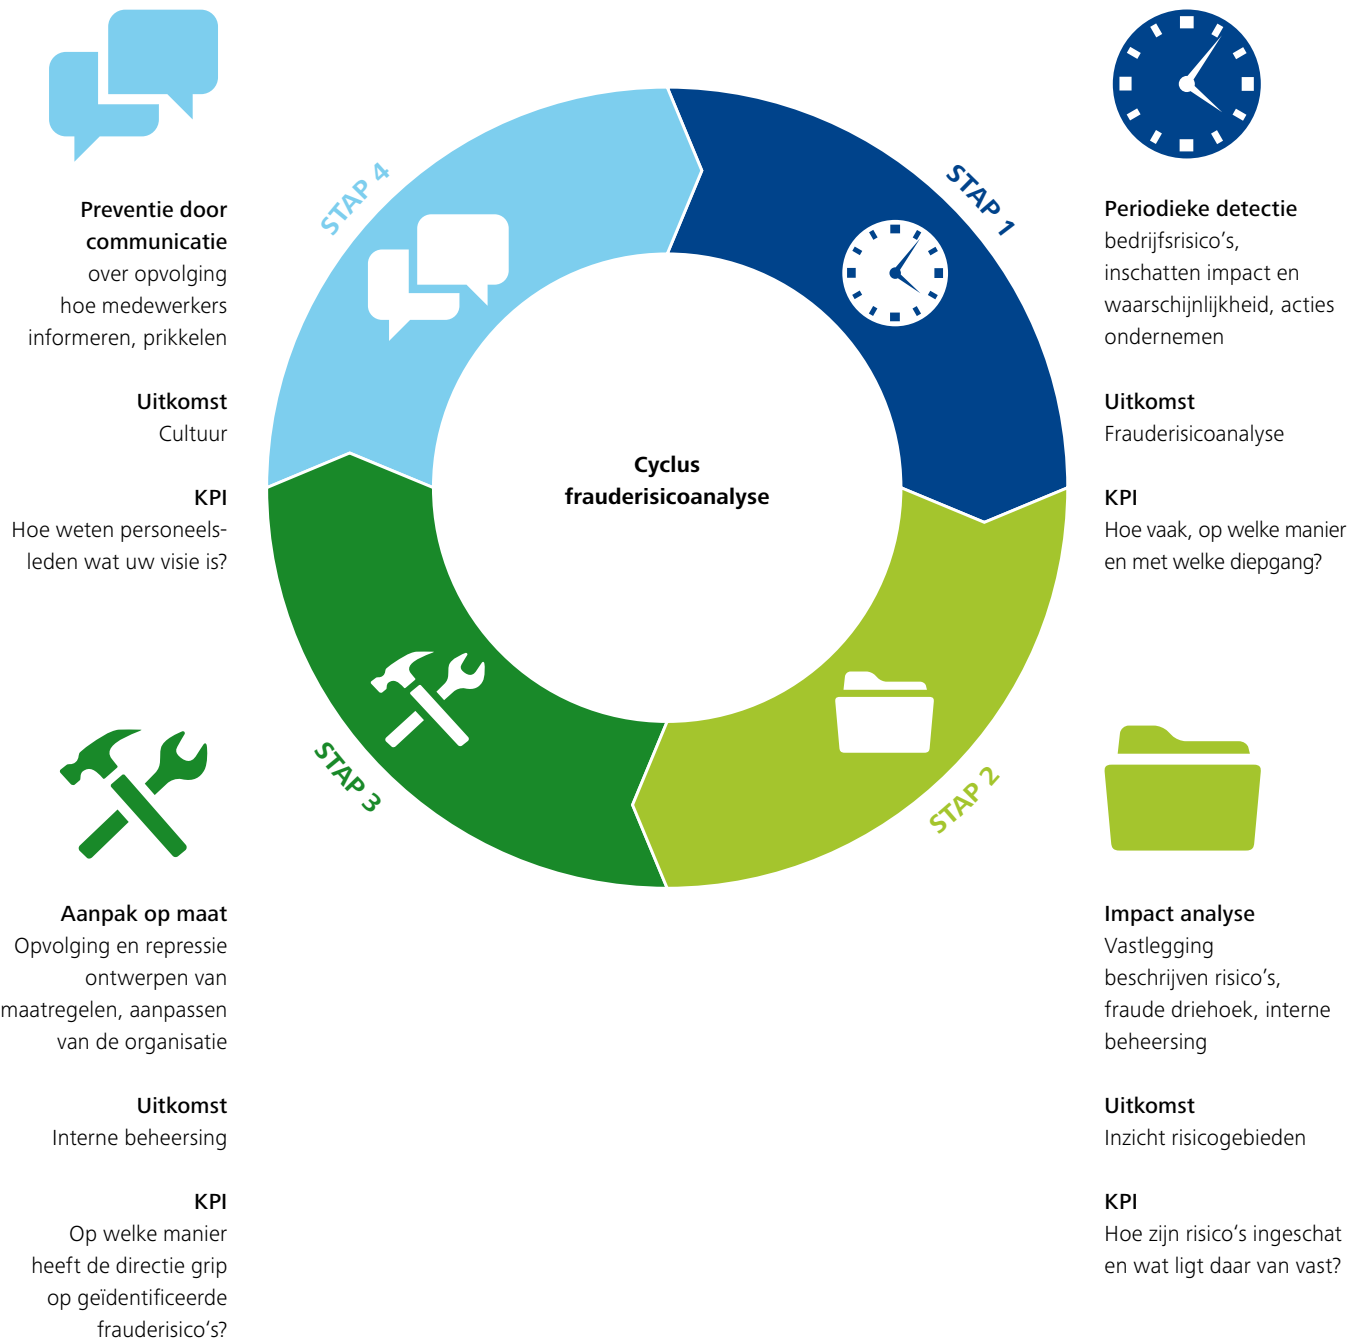 STAP 1
STAP 2
STAP 3
STAP 4
Cyclus
frauderisicoanalyse
Periodieke detectie
bedrijfsrisico’s,
inschatten impact en
waarschijnlijkheid, acties
ondernemen
Uitkomst
Frauderisicoanalyse
KPI
Hoe vaak, op welke manier
en met welke diepgang?
Impact analyse
Vastlegging
beschrijven risico’s,
fraude driehoek, interne
beheersing
Uitkomst
Inzicht risicogebieden
KPI
Hoe zijn risico‘s ingeschat
en wat ligt daar van vast?
Aanpak op maat
Opvolging en repressie
ontwerpen van
maatregelen, aanpassen
van de organisatie
Uitkomst
Interne beheersing
KPI
Op welke manier
heeft de directie grip
op geïdentificeerde
frauderisico‘s?
Preventie door
communicatie
over opvolging
hoe medewerkers
informeren, prikkelen
Uitkomst
Cultuur
KPI
Hoe weten personeels-
leden wat uw visie is?